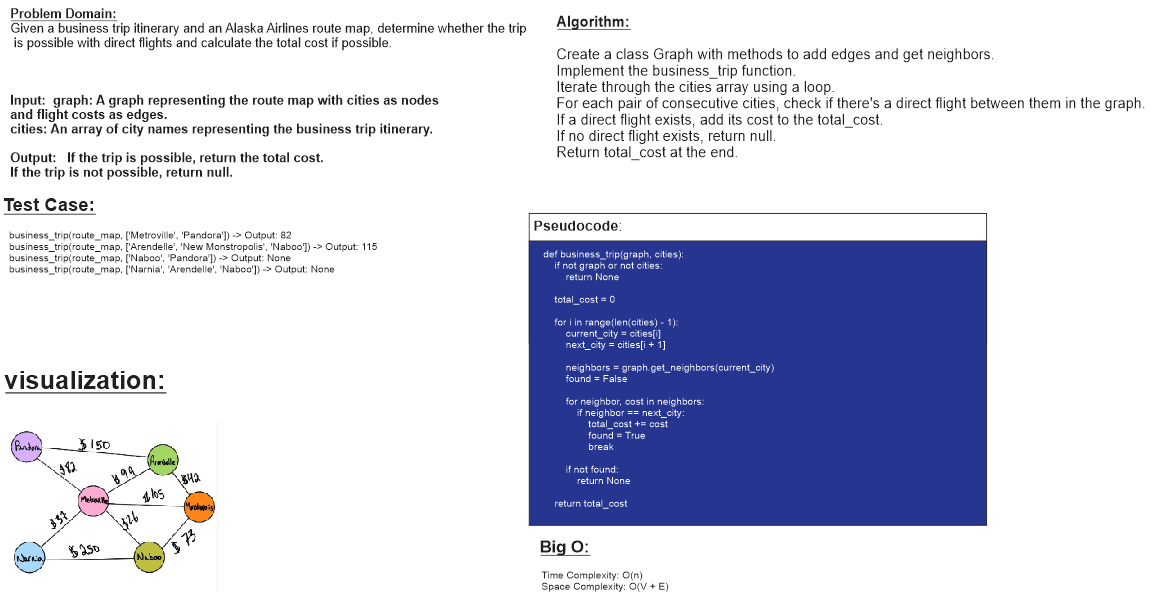 Problem Domain:
Given a business trip itinerary and an Alaska Airlines route map, determine whether the trip
is possible with direct flights and calculate the total cost if possible.
Input: graph: A graph representing the route map with cities as nodes
and flight costs as edges.
cities: An array of city names representing the business trip itinerary.
Output: If the trip is possible, return the total cost.
If the trip is not possible, return null.
Test Case:
business_trip(route_map, ['Metroville', 'Pandora']) -> Output: 82
business_trip(route_map, ['Arendelle', 'New Monstropolis', 'Naboo']) -> Output: 115
business_trip(route_map, ['Naboo', 'Pandora']) -> Output: None
business_trip(route_map, ['Narnia', 'Arendelle', 'Naboo']) -> Output: None
visualization:
Pandora
$150
Arendelle
$82
$99
$42
Metroville
$105
$37
$26
$73
Narnia
$250
Naboo
Algorithm:
Create a class Graph with methods to add edges and get neighbors.
Implement the business_trip function.
Iterate through the cities array using a loop.
For each pair of consecutive cities, check if there's a direct flight between them in the graph.
If a direct flight exists, add its cost to the total_cost.
If no direct flight exists, return null.
Return total_cost at the end.
Pseudocode:
def business_trip(graph, cities):
if not graph or not cities:
return None
total_cost = 0
for i in range(len(cities) - 1):
current_city = cities[i]
next_city = cities[i + 1]
neighbors = graph.get_neighbors(current_city)
found = False
for neighbor, cost in neighbors:
if neighbor == next_city:
total_cost += cost
found = True
break
if not found:
return None
return total_cost
Big O:
Time Complexity: O(n)
Space Complexity: O(V + E)